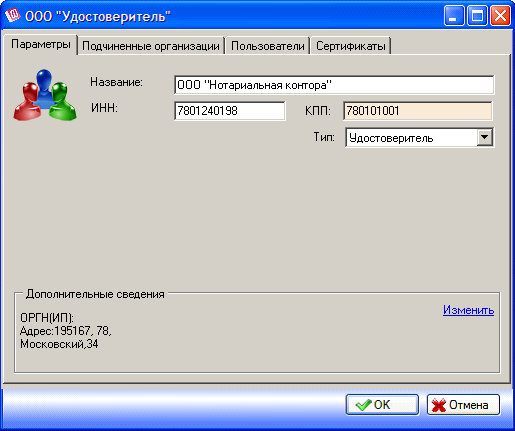 ООО "Удостоверитель"
Параметры Подчиненные организации Пользователи Сертификаты
Название: ООО "Нотариальная контора"
ИНН: 7801240198 КПП: 780101001
Тип: Удостоверитель
Дополнительные сведения
ОРГН(ИП): Изменить
Адрес:195167, 78,
Московский,34
OK Отмена